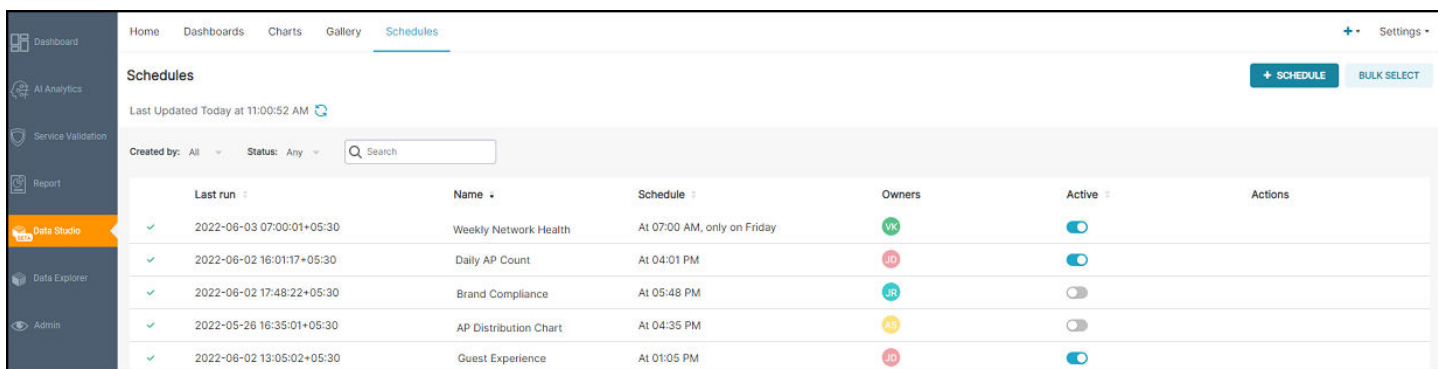 Dashboard
AI Analytics
Service Validation
Report
Data Studio
BETA
Data Explorer
Admin
Home Dashboards Charts Gallery Schedules + Settings
Schedules + SCHEDULE BULK SELECT
Last Updated Today at 11:00:52 AM
Created by: All Status: Any Search
Last run Name Schedule Owners Active Actions
2022-06-03 07:00:01+05:30 Weekly Network Health At 07:00 AM, only on Friday VK
2022-06-02 16:01:17+05:30 Daily AP Count At 04:01 PM JD
2022-06-02 17:48:22+05:30 Brand Compliance At 05:48 PM JR
2022-05-26 16:35:01+05:30 AP Distribution Chart At 04:35 PM AS
2022-06-02 13:05:02+05:30 Guest Experience At 01:05 PM JD